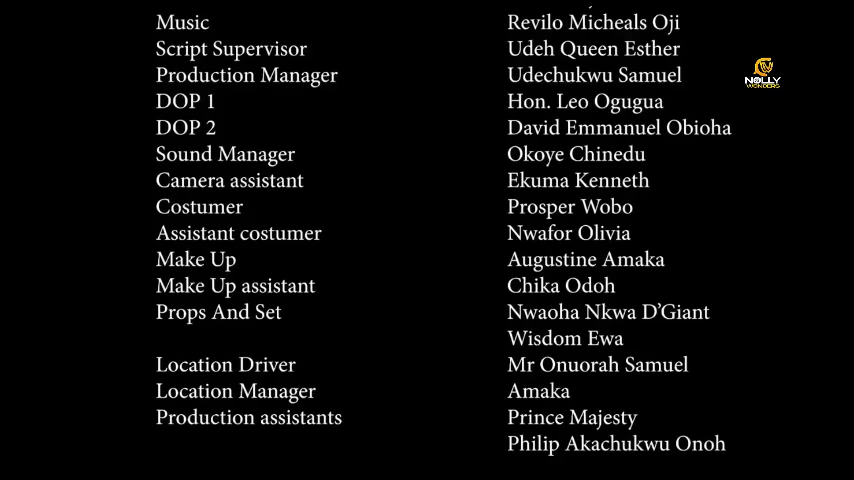 Music Revilo Micheals Oji
Script Supervisor Udeh Queen Esther
Production Manager Udechukwu Samuel
DOP 1 Hon. Leo Ogugua
DOP 2 David Emmanuel Obioha
Sound Manager Okoye Chinedu
Camera assistant Ekuma Kenneth
Costumer Prosper Wobo
Assistant costumer Nwafor Olivia
Make Up Augustine Amaka
Make Up assistant Chika Odoh
Props And Set Nwaoha Nkwa D’Giant
Wisdom Ewa
Location Driver Mr Onuorah Samuel
Location Manager Amaka
Production assistants Prince Majesty
Philip Akachukwu Onoh
NOLLY
WONDERS